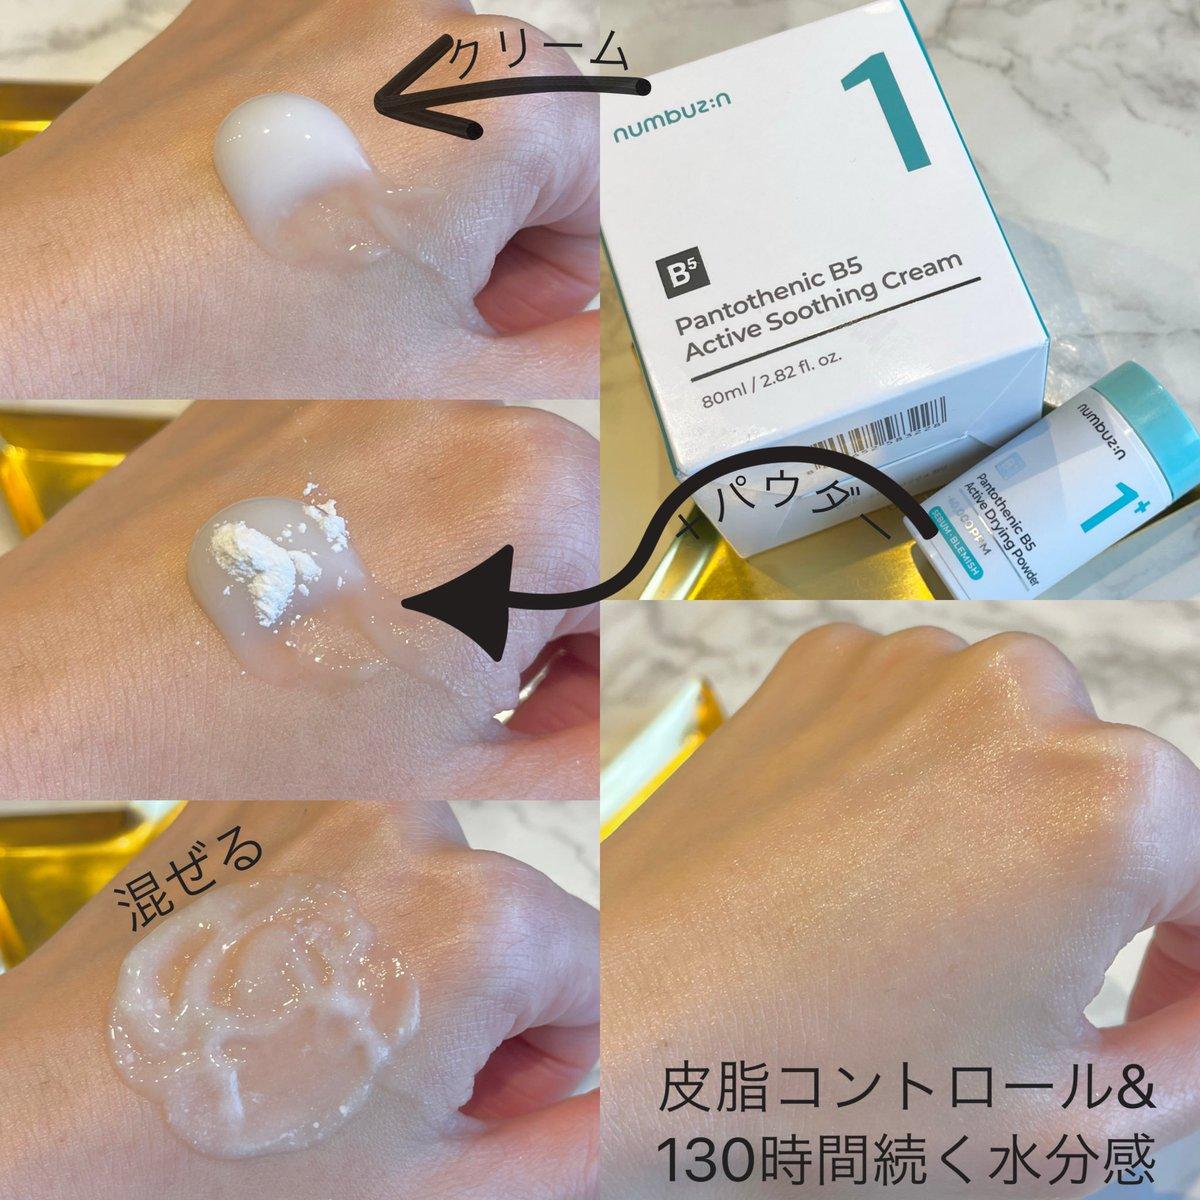 クリーム
numbuz:n
1
B⁵
Pantothenic B5
Active Soothing Cream
80ml / 2.82 fl. oz.
+パウダー
numbuz:n
1+
Pantothenic B5
Active Drying Powder
SEBUM·BLEMISH
混ぜる
皮脂コントロール&
130時間続く水分感